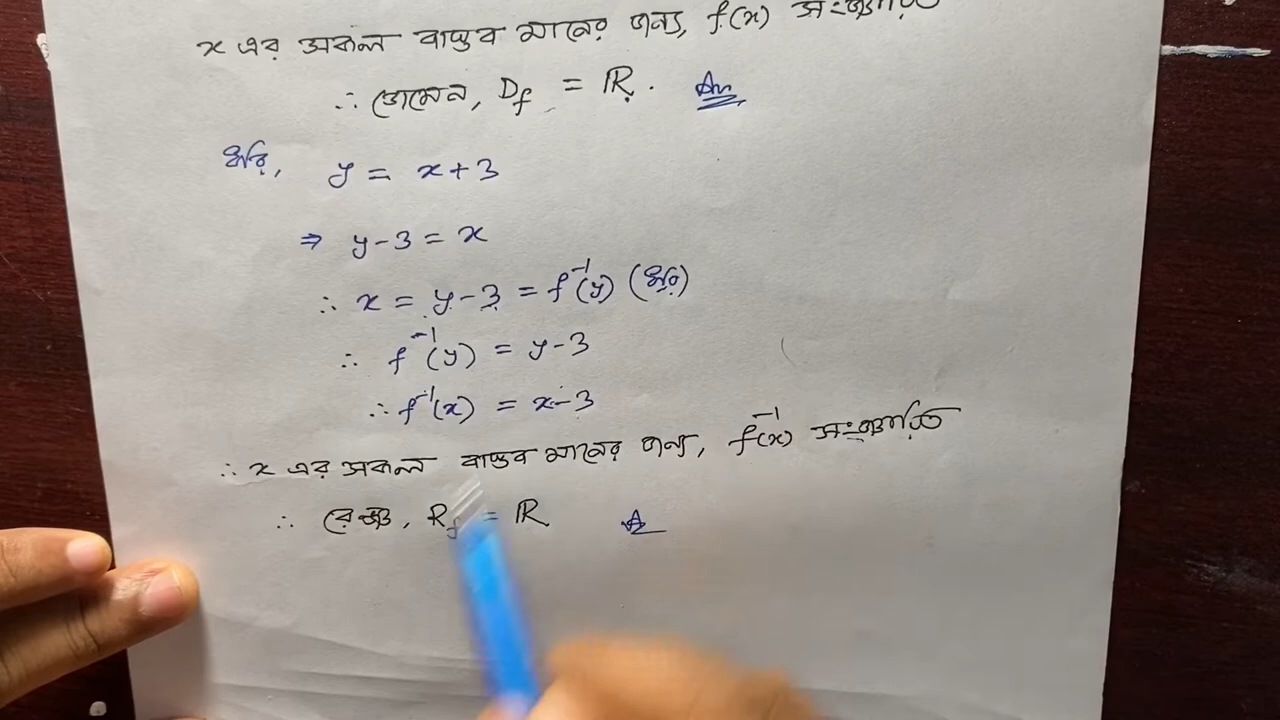 x এর সকল বাস্তব মানের জন্য, f(x) সংজ্ঞায়িত
∴ ডোমেন, D_f = ℝ. Ans
ধরি, y = x + 3
⇒ y - 3 = x
∴ x = y - 3 = f⁻¹(y) (ধরি)
∴ f⁻¹(y) = y - 3
∴ f⁻¹(x) = x - 3
∴ x এর সকল বাস্তব মানের জন্য, f⁻¹(x) সংজ্ঞায়িত
∴ রেঞ্জ, R_f = ℝ